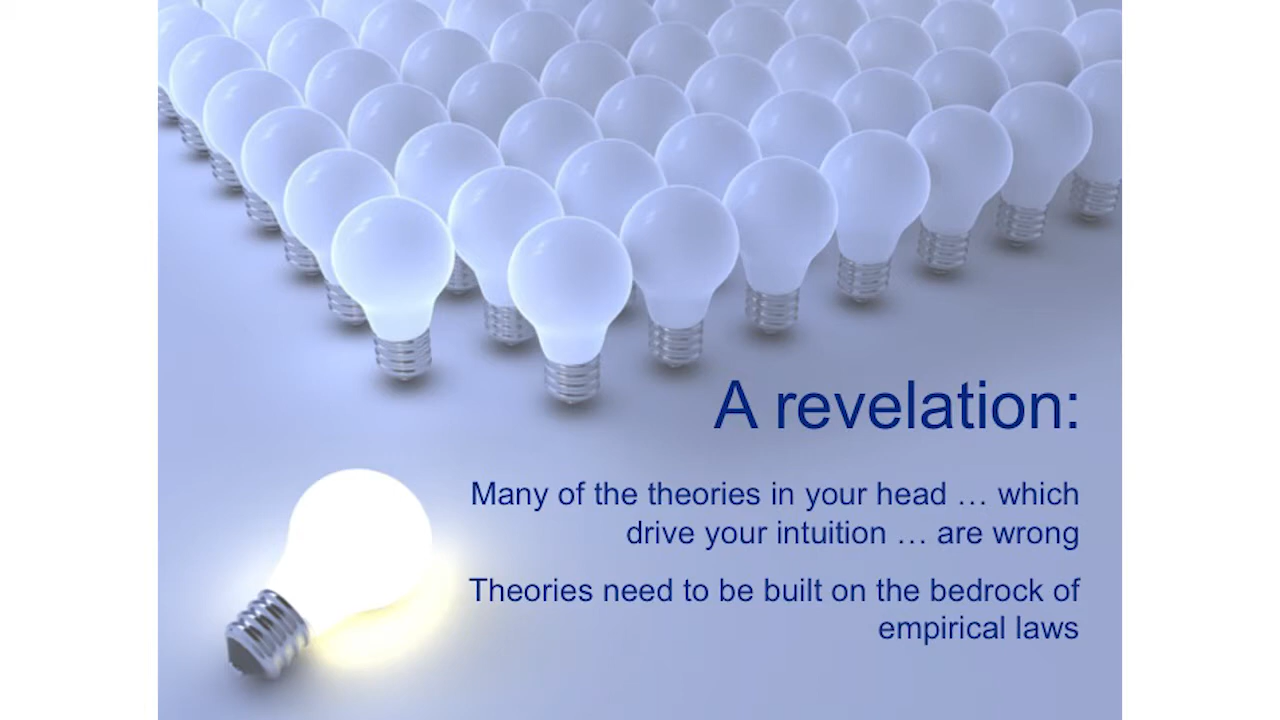 A revelation:
Many of the theories in your head … which
drive your intuition … are wrong
Theories need to be built on the bedrock of
empirical laws